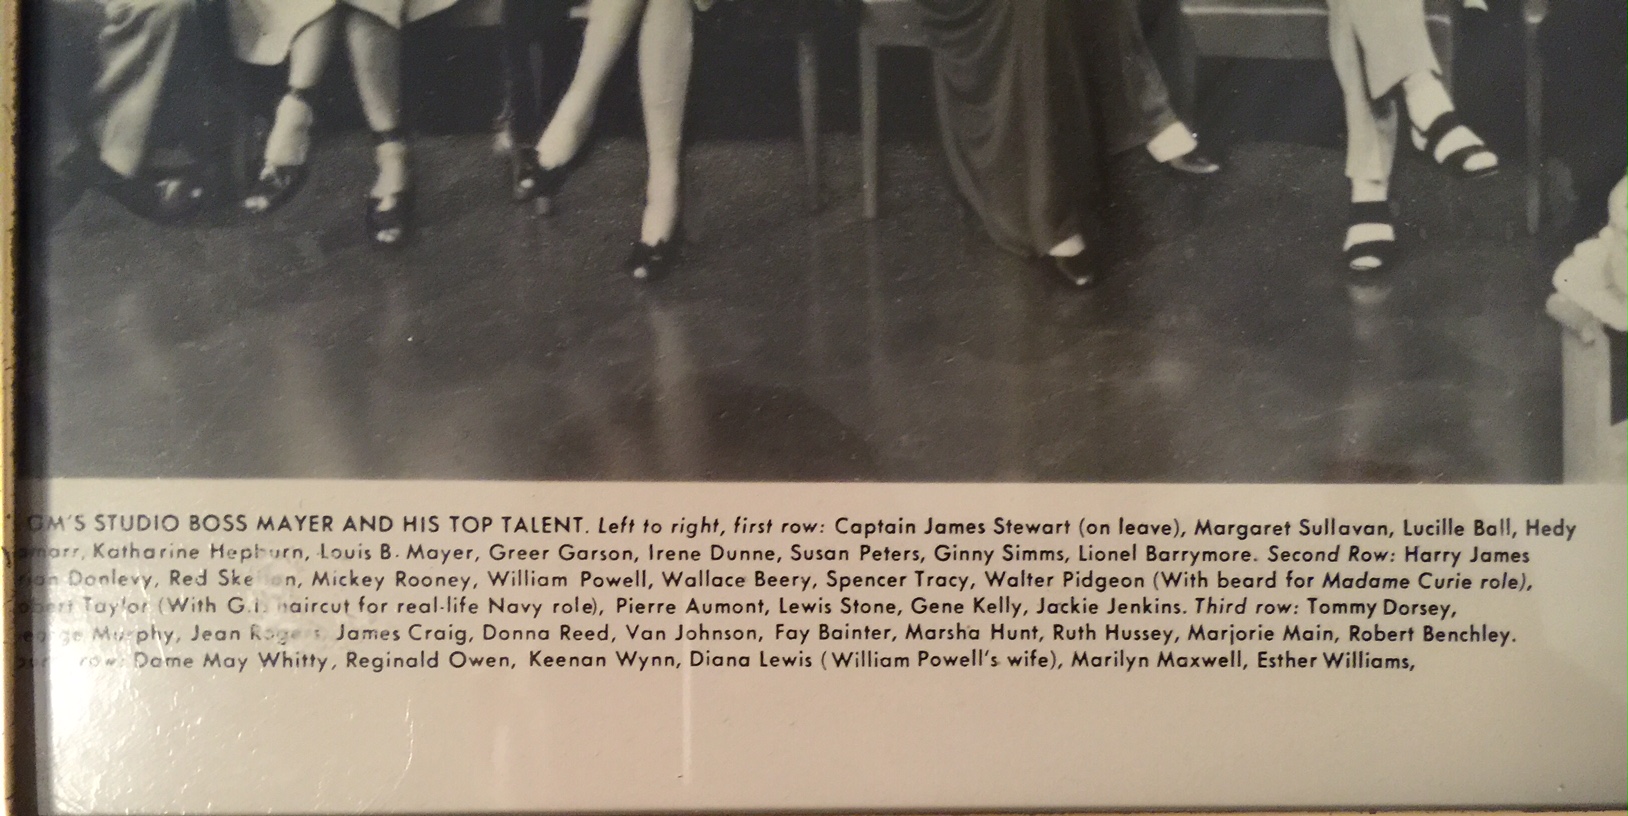 STUDIO BOSS MAYER AND HIS TOP TALENT. Left to right, first row: Captain James Stewart (on leave), Margaret Sullavan, Lucille Ball, Hedy
Katharine Hepburn, Louis B. Mayer, Greer Garson, Irene Dunne, Susan Peters, Ginny Simms, Lionel Barrymore. Second Row: Harry James
Donlevy, Red Mickey Rooney, William Powell, Wallace Beery, Spencer Tracy, Walter Pidgeon (With beard for Madame Curie role),
Taylor (With G.I. haircut for real-life Navy role), Pierre Aumont, Lewis Stone, Gene Kelly, Jackie Jenkins. Third row: Tommy Dorsey,
Murphy, Jean Rogers, James Craig, Donna Reed, Van Johnson, Fay Bainter, Marsha Hunt, Ruth Hussey, Marjorie Main, Robert Benchley.
row: Dame May Whitty, Reginald Owen, Keenan Wynn, Diana Lewis (William Powell's wife), Marilyn Maxwell, Esther Williams,